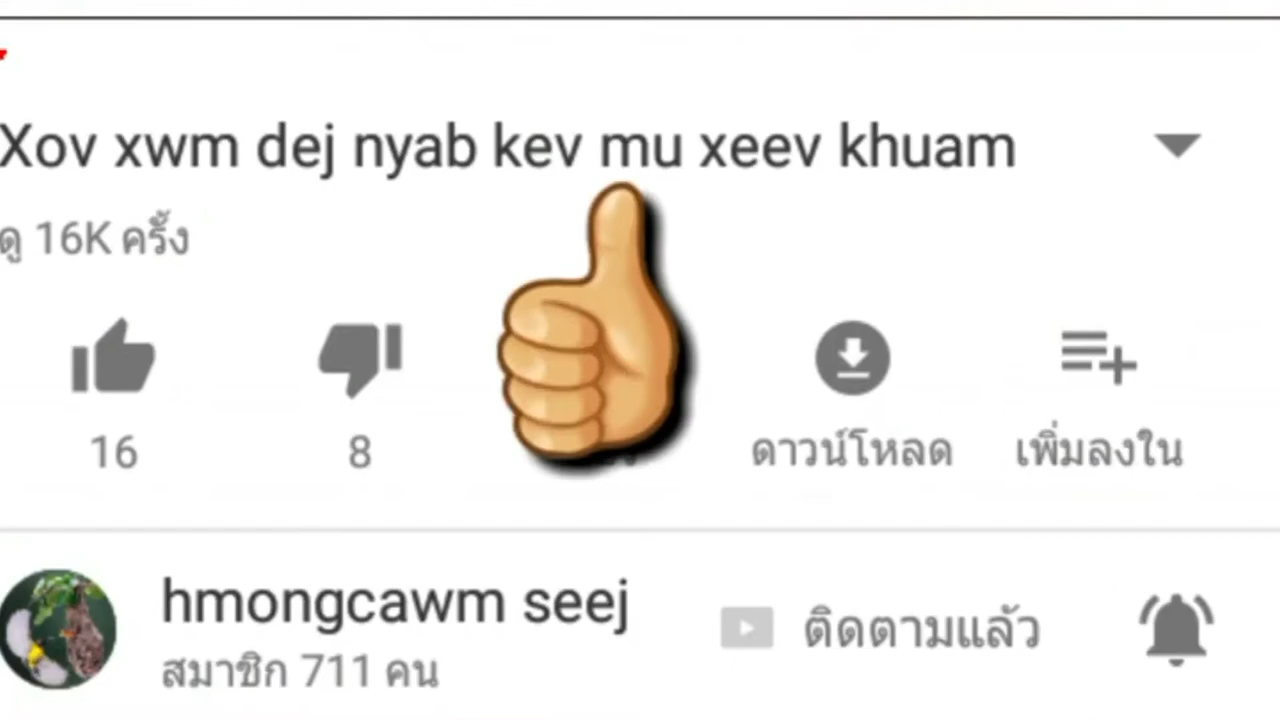 Xov xwm dej nyab kev mu xeev khuam
ดู 16K ครั้ง
16
8
ดาวน์โหลด
เพิ่มลงใน
hmongcawm seej
ติดตามแล้ว
สมาชิก 711 คน